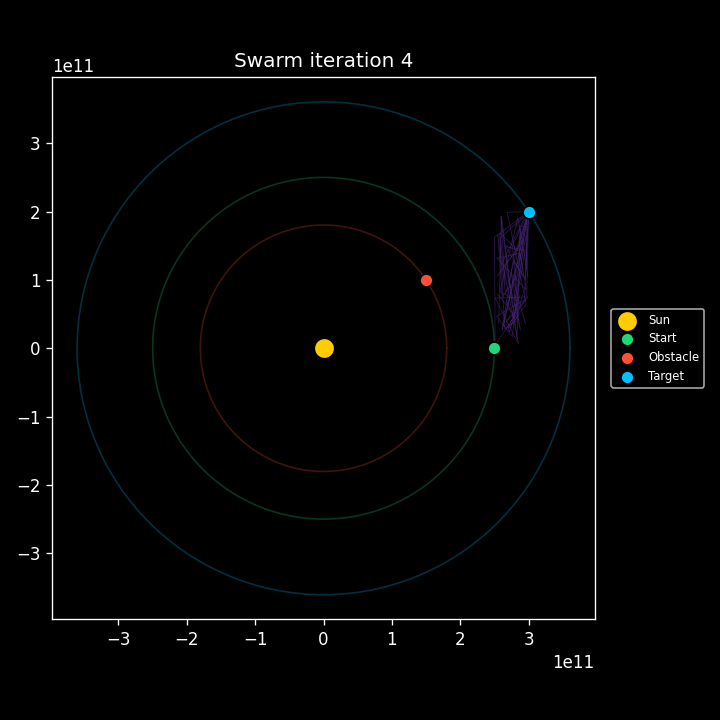 Swarm iteration 4
1e11
3
2
1
0
−1
−2
−3
−3 −2 −1 0 1 2 3
1e11
Sun
Start
Obstacle
Target